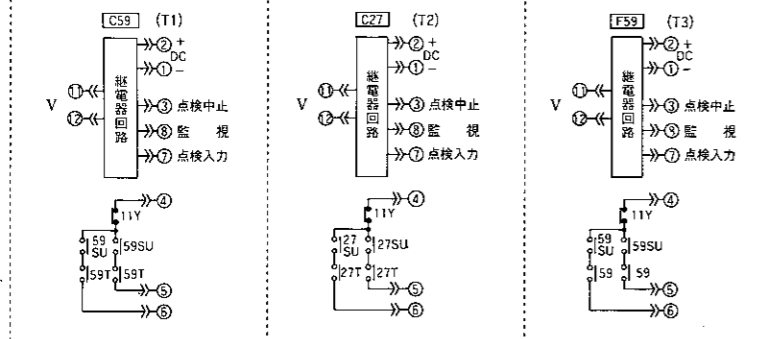 C59 (T1)
② +
DC
① −
継電器回路
⑪
V
⑫
③ 点検中止
⑧ 監 視
⑦ 点検入力
④
11Y
59SU 59SU
59T 59T
⑤
⑥
C27 (T2)
② +
DC
① −
継電器回路
⑪
V
⑫
③ 点検中止
⑧ 監 視
⑦ 点検入力
④
11Y
27SU 27SU
27T 27T
⑤
⑥
F59 (T3)
② +
DC
① −
継電器回路
⑪
V
⑫
③ 点検中止
⑧ 監 視
⑦ 点検入力
④
11Y
59SU 59SU
59 59
⑤
⑥